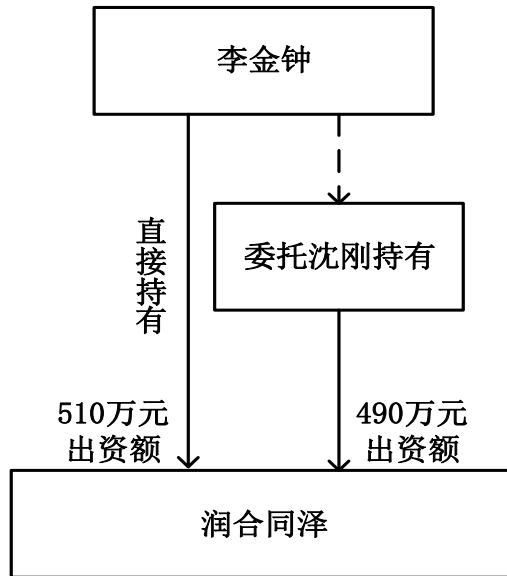 李金钟
委托沈刚持有
直接持有
510万元
出资额
490万元
出资额
润合同泽